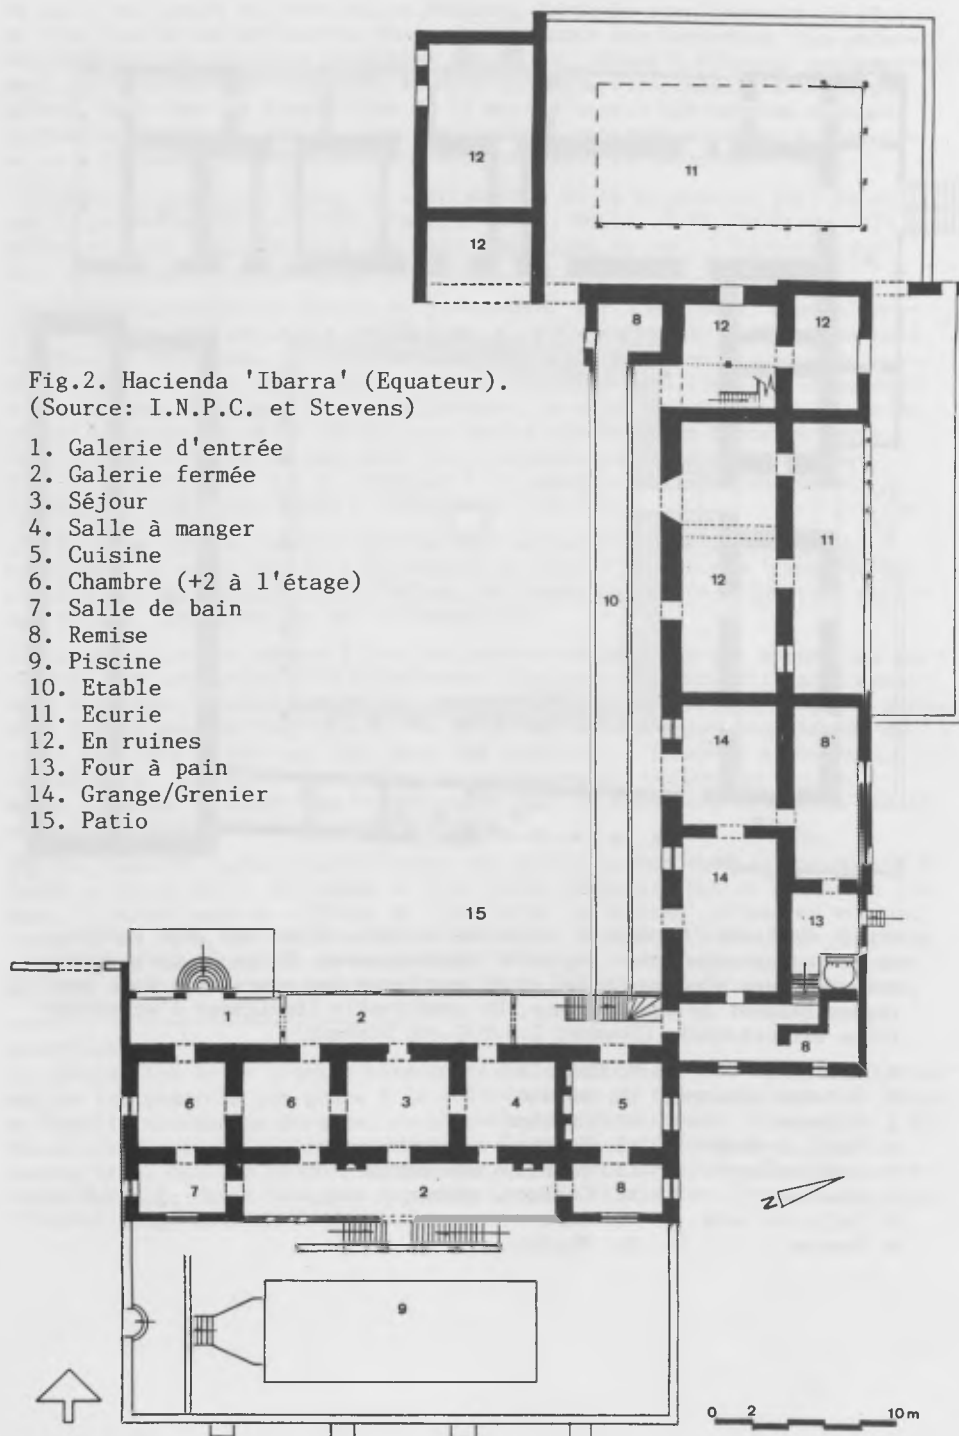 12
11
12
8
12
12
Fig.2. Hacienda 'Ibarra' (Equateur).
(Source: I.N.P.C. et Stevens)
1. Galerie d'entrée
2. Galerie fermée
3. Séjour
4. Salle à manger
5. Cuisine
6. Chambre (+2 à l'étage)
7. Salle de bain
8. Remise
9. Piscine
10. Etable
11. Ecurie
12. En ruines
13. Four à pain
14. Grange/Grenier
15. Patio
11
12
10
14
8
14
15
13
1
2
8
6
6
3
4
5
7
2
8
N
9
0 2 10 m